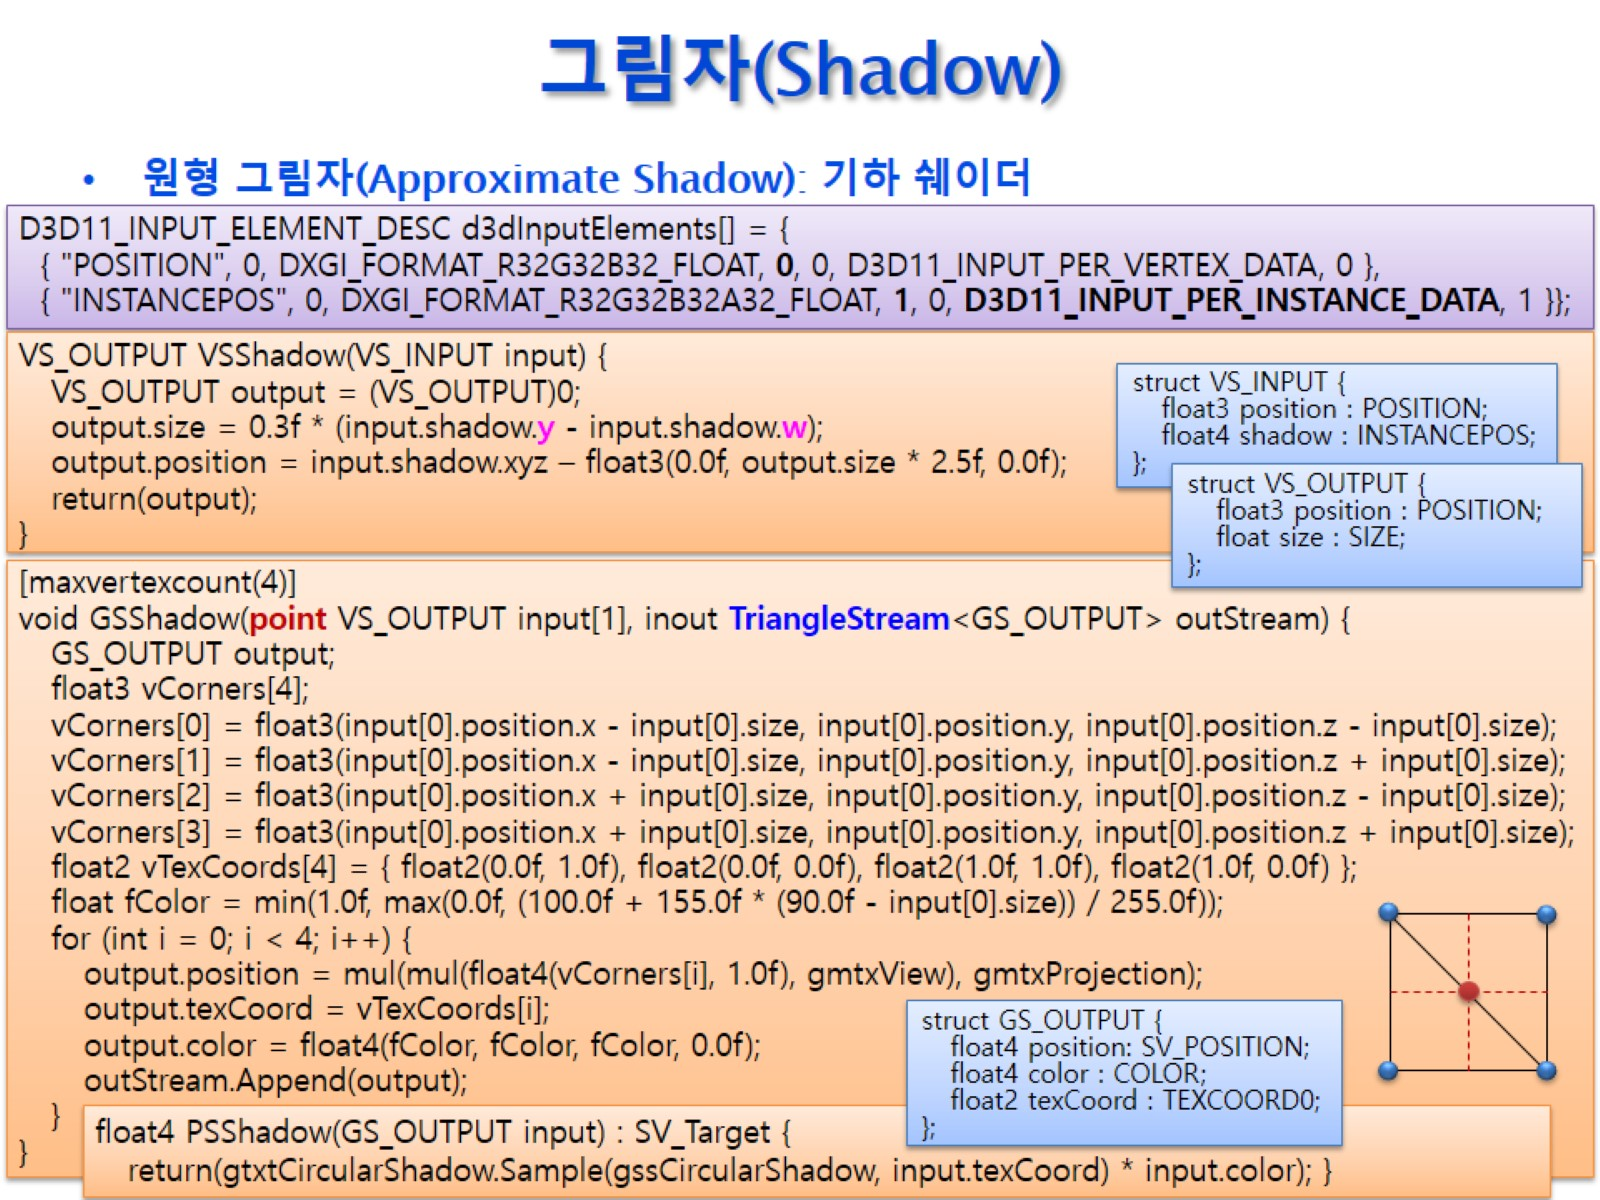 그림자(Shadow)
• 원형 그림자(Approximate Shadow): 기하 쉐이더
D3D11_INPUT_ELEMENT_DESC d3dInputElements[] = {
{ "POSITION", 0, DXGI_FORMAT_R32G32B32_FLOAT, 0, 0, D3D11_INPUT_PER_VERTEX_DATA, 0 },
{ "INSTANCEPOS", 0, DXGI_FORMAT_R32G32B32A32_FLOAT, 1, 0, D3D11_INPUT_PER_INSTANCE_DATA, 1 }};
VS_OUTPUT VSShadow(VS_INPUT input) {
VS_OUTPUT output = (VS_OUTPUT)0;
output.size = 0.3f * (input.shadow.y - input.shadow.w);
output.position = input.shadow.xyz – float3(0.0f, output.size * 2.5f, 0.0f);
return(output);
}
struct VS_INPUT {
float3 position : POSITION;
float4 shadow : INSTANCEPOS;
};
struct VS_OUTPUT {
float3 position : POSITION;
float size : SIZE;
};
[maxvertexcount(4)]
void GSShadow(point VS_OUTPUT input[1], inout TriangleStream<GS_OUTPUT> outStream) {
GS_OUTPUT output;
float3 vCorners[4];
vCorners[0] = float3(input[0].position.x - input[0].size, input[0].position.y, input[0].position.z - input[0].size);
vCorners[1] = float3(input[0].position.x - input[0].size, input[0].position.y, input[0].position.z + input[0].size);
vCorners[2] = float3(input[0].position.x + input[0].size, input[0].position.y, input[0].position.z - input[0].size);
vCorners[3] = float3(input[0].position.x + input[0].size, input[0].position.y, input[0].position.z + input[0].size);
float2 vTexCoords[4] = { float2(0.0f, 1.0f), float2(0.0f, 0.0f), float2(1.0f, 1.0f), float2(1.0f, 0.0f) };
float fColor = min(1.0f, max(0.0f, (100.0f + 155.0f * (90.0f - input[0].size)) / 255.0f));
for (int i = 0; i < 4; i++) {
output.position = mul(mul(float4(vCorners[i], 1.0f), gmtxView), gmtxProjection);
output.texCoord = vTexCoords[i];
output.color = float4(fColor, fColor, fColor, 0.0f);
outStream.Append(output);
}
}
struct GS_OUTPUT {
float4 position: SV_POSITION;
float4 color : COLOR;
float2 texCoord : TEXCOORD0;
};
float4 PSShadow(GS_OUTPUT input) : SV_Target {
return(gtxtCircularShadow.Sample(gssCircularShadow, input.texCoord) * input.color); }